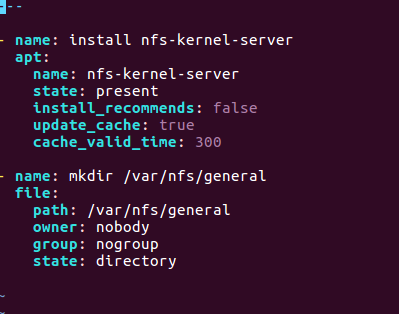 ---
- name: install nfs-kernel-server
  apt:
    name: nfs-kernel-server
    state: present
    install_recommends: false
    update_cache: true
    cache_valid_time: 300
- name: mkdir /var/nfs/general
  file:
    path: /var/nfs/general
    owner: nobody
    group: nogroup
    state: directory
~
~